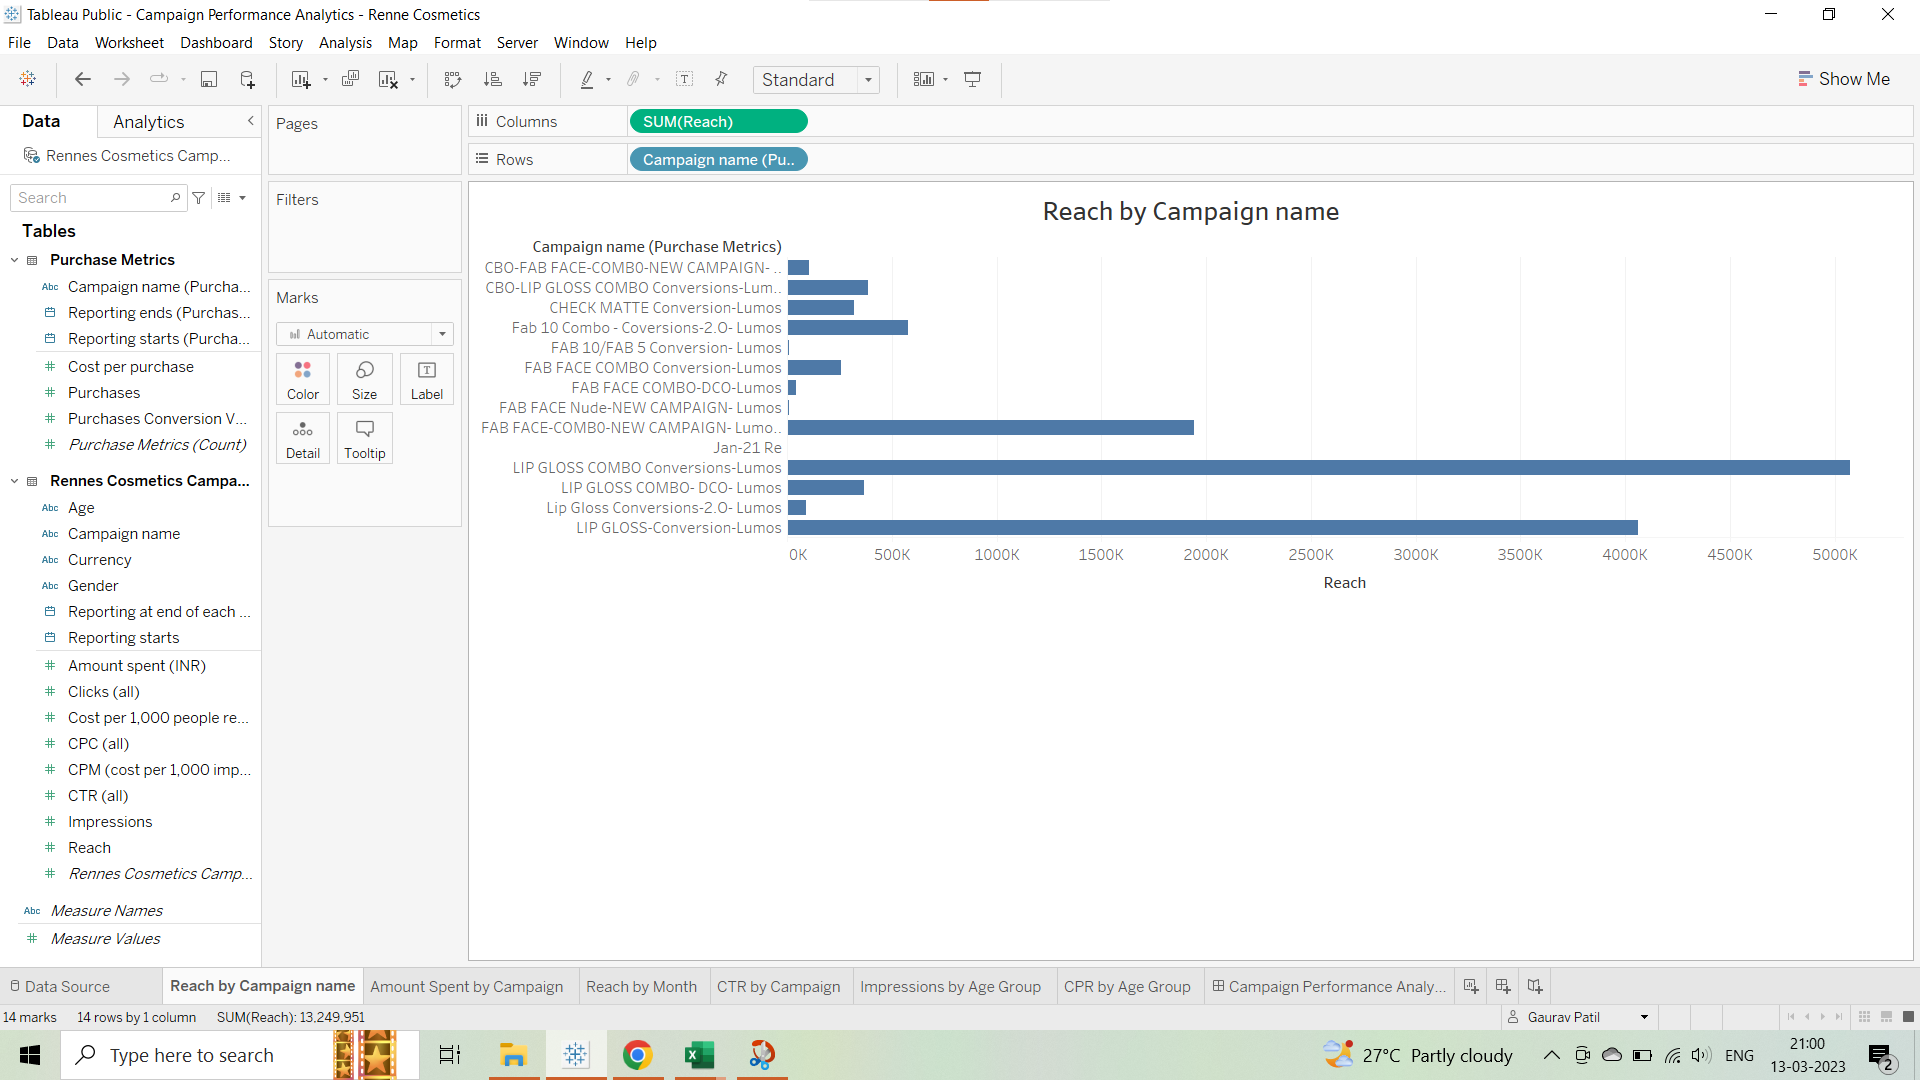 Tableau Public - Campaign Performance Analytics - Renne Cosmetics
File Data Worksheet Dashboard Story Analysis Map Format Server Window Help
Standard
Show Me
Data Analytics
Rennes Cosmetics Camp...
Search
Tables
Purchase Metrics
Abc Campaign name (Purcha...
Reporting ends (Purchas...
Reporting starts (Purcha...
Cost per purchase
Purchases
Purchases Conversion V...
Purchase Metrics (Count)
Rennes Cosmetics Campa...
Abc Age
Abc Campaign name
Abc Currency
Abc Gender
Reporting at end of each ...
Reporting starts
Amount spent (INR)
Clicks (all)
Cost per 1,000 people re...
CPC (all)
CPM (cost per 1,000 imp...
CTR (all)
Impressions
Reach
Rennes Cosmetics Camp...
Abc Measure Names
Measure Values
Pages
Filters
Marks
Automatic
Color Size Label
Detail Tooltip
Columns SUM(Reach)
Rows Campaign name (Pu..
Reach by Campaign name
Campaign name (Purchase Metrics)
CBO-FAB FACE-COMB0-NEW CAMPAIGN- ..
CBO-LIP GLOSS COMBO Conversions-Lum..
CHECK MATTE Conversion-Lumos
Fab 10 Combo - Coversions-2.O- Lumos
FAB 10/FAB 5 Conversion- Lumos
FAB FACE COMBO Conversion-Lumos
FAB FACE COMBO-DCO-Lumos
FAB FACE Nude-NEW CAMPAIGN- Lumos
FAB FACE-COMB0-NEW CAMPAIGN- Lumo..
Jan-21 Re
LIP GLOSS COMBO Conversions-Lumos
LIP GLOSS COMBO- DCO- Lumos
Lip Gloss Conversions-2.O- Lumos
LIP GLOSS-Conversion-Lumos
0K 500K 1000K 1500K 2000K 2500K 3000K 3500K 4000K 4500K 5000K
Reach
Data Source Reach by Campaign name Amount Spent by Campaign Reach by Month CTR by Campaign Impressions by Age Group CPR by Age Group Campaign Performance Analy...
14 marks 14 rows by 1 column SUM(Reach): 13,249,951 Gaurav Patil
Type here to search
27°C Partly cloudy
ENG
21:00
13-03-2023
2